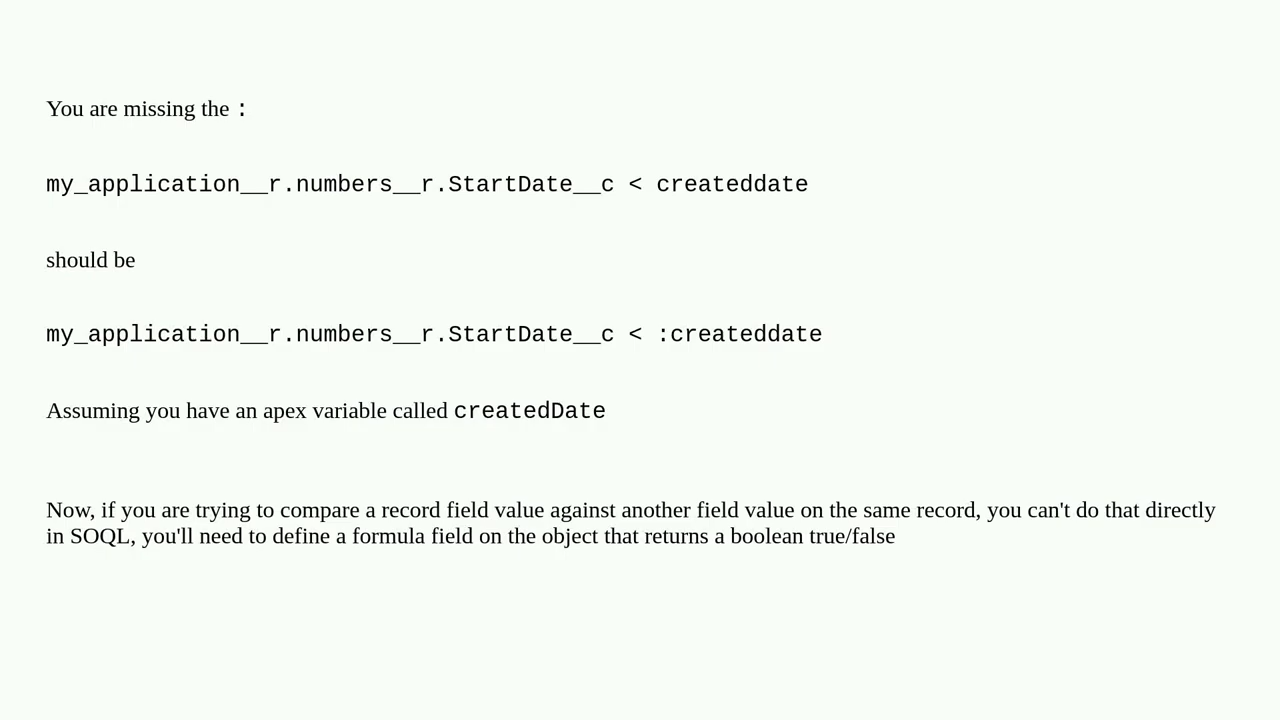 You are missing the :
my_application__r.numbers__r.StartDate__c < createddate
should be
my_application__r.numbers__r.StartDate__c < :createddate
Assuming you have an apex variable called createdDate
Now, if you are trying to compare a record field value against another field value on the same record, you can't do that directly
in SOQL, you'll need to define a formula field on the object that returns a boolean true/false